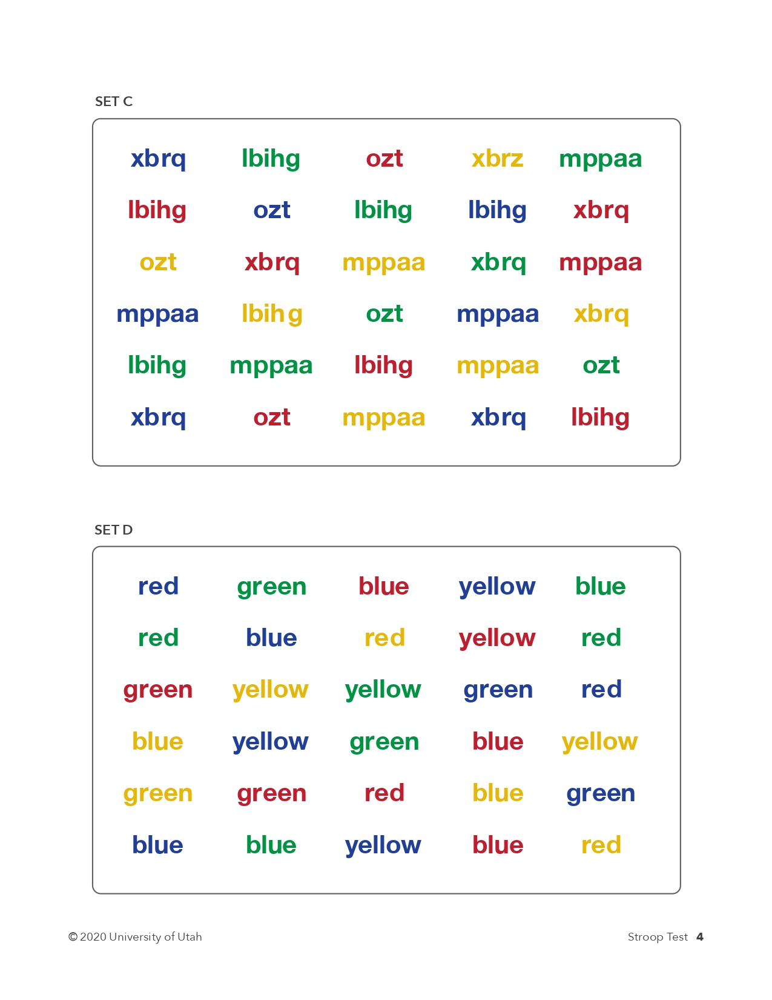 SET C
xbrq lbihg ozt xbrz mppaa
lbihg ozt lbihg lbihg xbrq
ozt xbrq mppaa xbrq mppaa
mppaa lbihg ozt mppaa xbrq
lbihg mppaa lbihg mppaa ozt
xbrq ozt mppaa xbrq lbihg
SET D
red green blue yellow blue
red blue red yellow red
green yellow yellow green red
blue yellow green blue yellow
green green red blue green
blue blue yellow blue red
© 2020 University of Utah Stroop Test 4